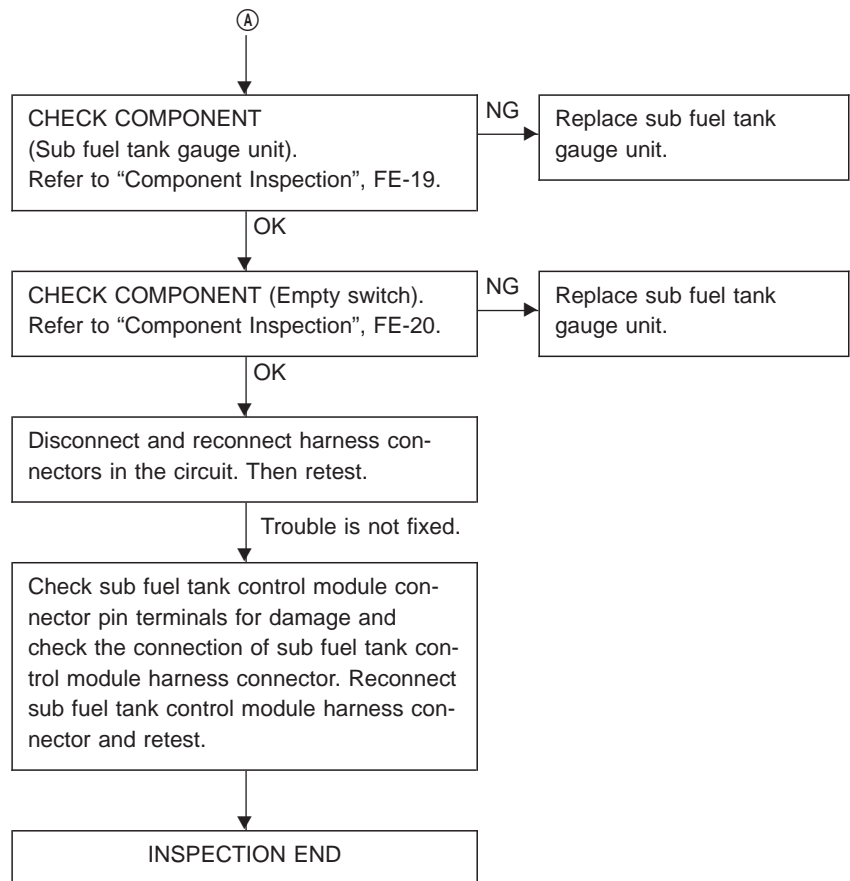 Ⓐ
CHECK COMPONENT
(Sub fuel tank gauge unit).
Refer to “Component Inspection”, FE-19.
NG
Replace sub fuel tank
gauge unit.
OK
CHECK COMPONENT (Empty switch).
Refer to “Component Inspection”, FE-20.
NG
Replace sub fuel tank
gauge unit.
OK
Disconnect and reconnect harness con-
nectors in the circuit. Then retest.
Trouble is not fixed.
Check sub fuel tank control module con-
nector pin terminals for damage and
check the connection of sub fuel tank con-
trol module harness connector. Reconnect
sub fuel tank control module harness con-
nector and retest.
INSPECTION END